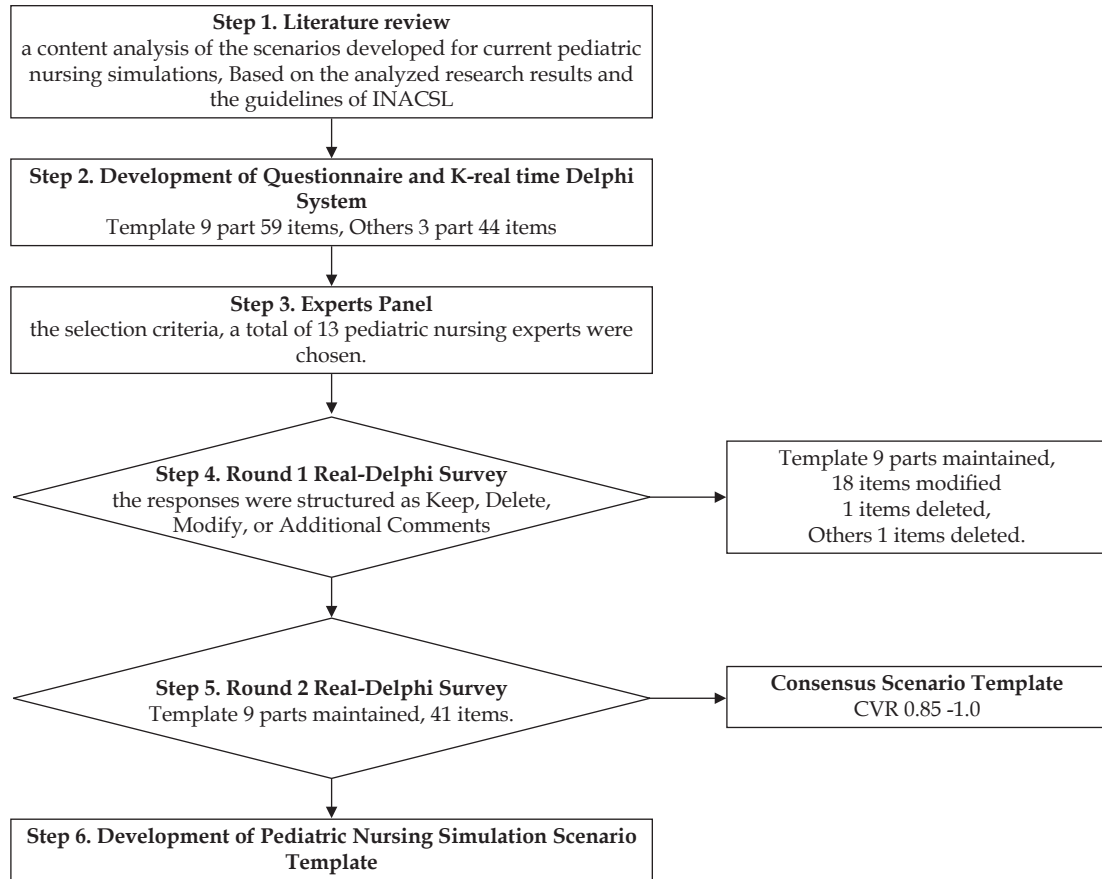 Step 1. Literature review
a content analysis of the scenarios developed for current pediatric
nursing simulations, Based on the analyzed research results and
the guidelines of INACSL
Step 2. Development of Questionnaire and K-real time Delphi
System
Template 9 part 59 items, Others 3 part 44 items
Step 3. Experts Panel
the selection criteria, a total of 13 pediatric nursing experts were
chosen.
Step 4. Round 1 Real-Delphi Survey
the responses were structured as Keep, Delete,
Modify, or Additional Comments
Template 9 parts maintained,
18 items modified
1 items deleted,
Others 1 items deleted.
Step 5. Round 2 Real-Delphi Survey
Template 9 parts maintained, 41 items.
Consensus Scenario Template
CVR 0.85 -1.0
Step 6. Development of Pediatric Nursing Simulation Scenario
Template